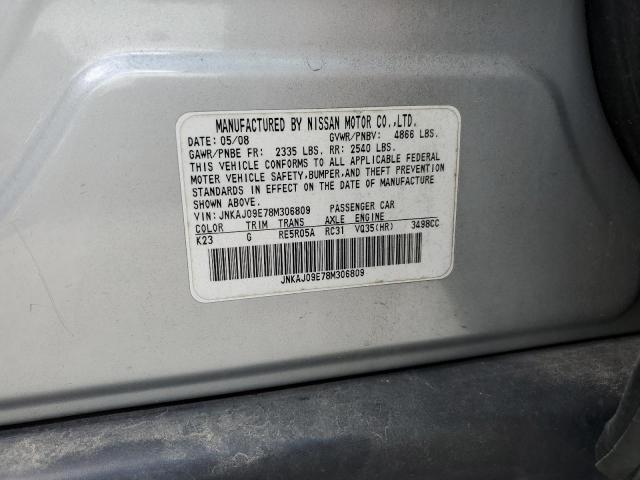 MANUFACTURED BY NISSAN MOTOR CO.,LTD.
DATE: 05/08 GVWR/PNBV: 4866 LBS.
GAWR/PNBE FR: 2335 LBS. RR: 2540 LBS.
THIS VEHICLE CONFORMS TO ALL APPLICABLE FEDERAL
MOTOR VEHICLE SAFETY,BUMPER,AND THEFT PREVENTION
STANDARDS IN EFFECT ON THE DATE OF MANUFACTURE
SHOWN ABOVE.
VIN: JNKAJ09E78M306809 PASSENGER CAR
COLOR TRIM TRANS AXLE ENGINE
K23 G RE5R05A RC31 VQ35(HR) 3498CC
JNKAJ09E78M306809